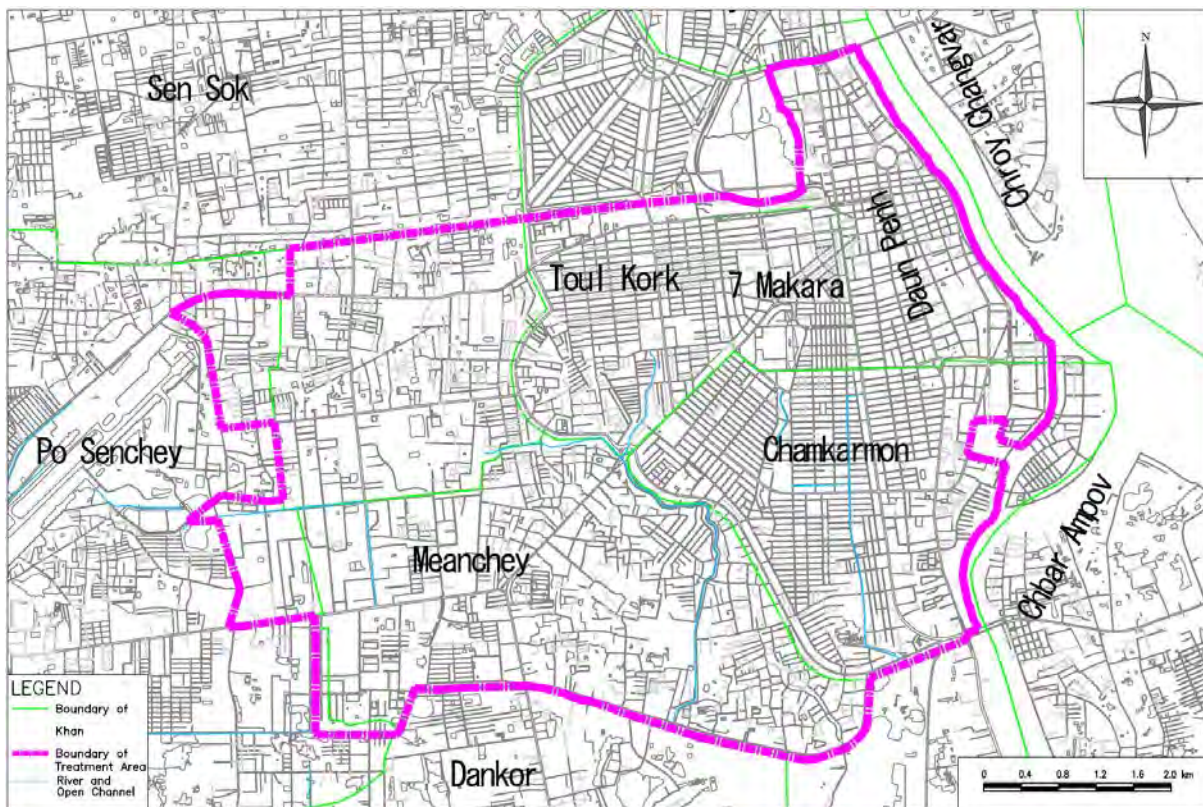 N
Sen Sok
Chroy Changvar
Daun Penn
Toul Kork
7 Makara
Po Senchey
Chamkarmon
Meanchey
Chbar Ampov
Dankor
LEGEND
Boundary of
Khan
Boundary of
Treatment Area
River and
Open Channel
0 0.4 0.8 1.2 1.6 2.0 km